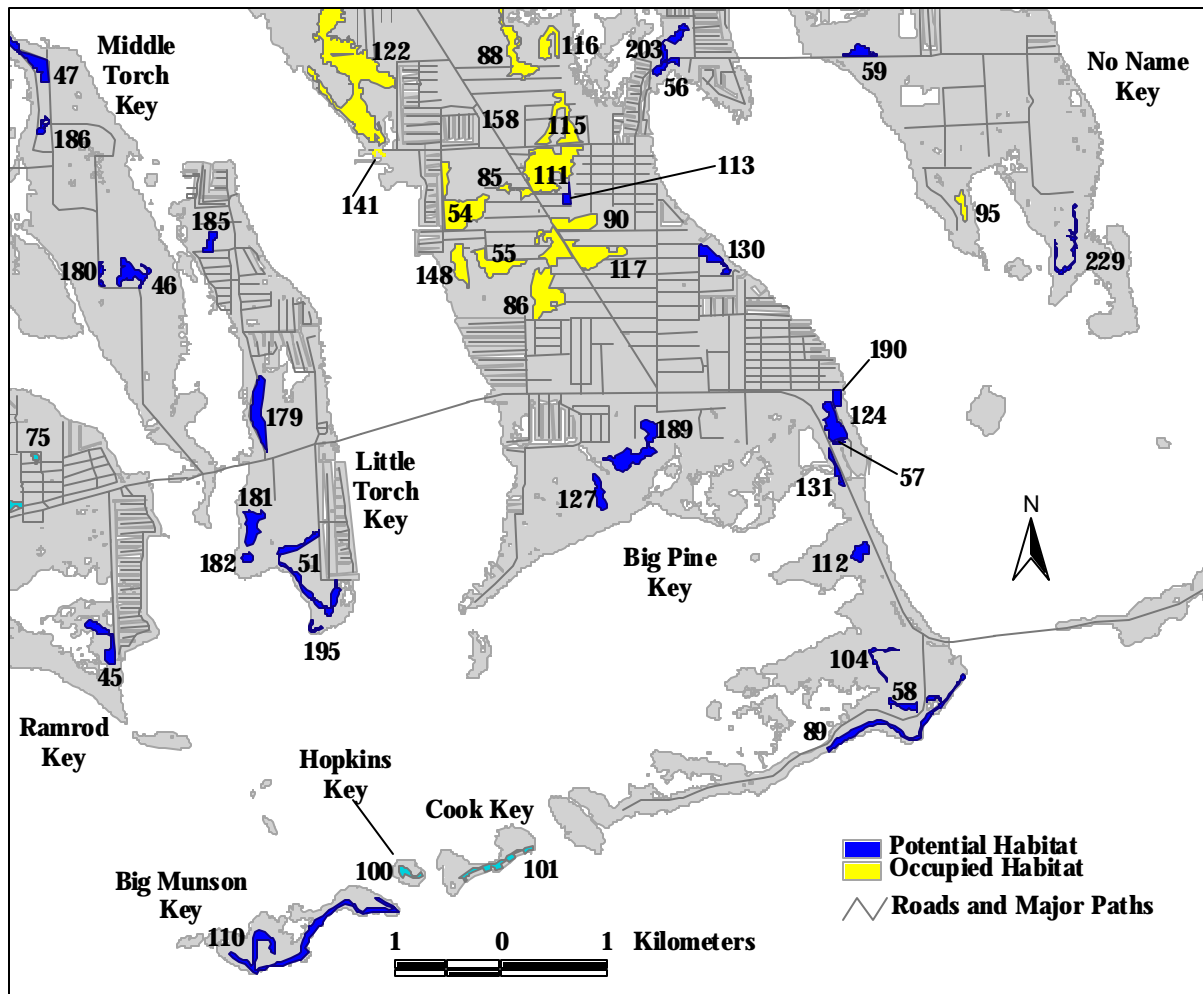 Middle
Torch
Key
122
88
116
203
56
59
No Name
Key
47
186
158
115
141
85
111
113
54
90
95
185
180
46
148
55
117
86
130
229
190
124
179
189
57
131
127
75
Little
Torch
Key
181
182
51
195
Big Pine
Key
112
N
104
58
89
45
Ramrod
Key
Hopkins
Key
Cook Key
100
101
Big Munson
Key
110
Potential Habitat
Occupied Habitat
Roads and Major Paths
1 0 1 Kilometers